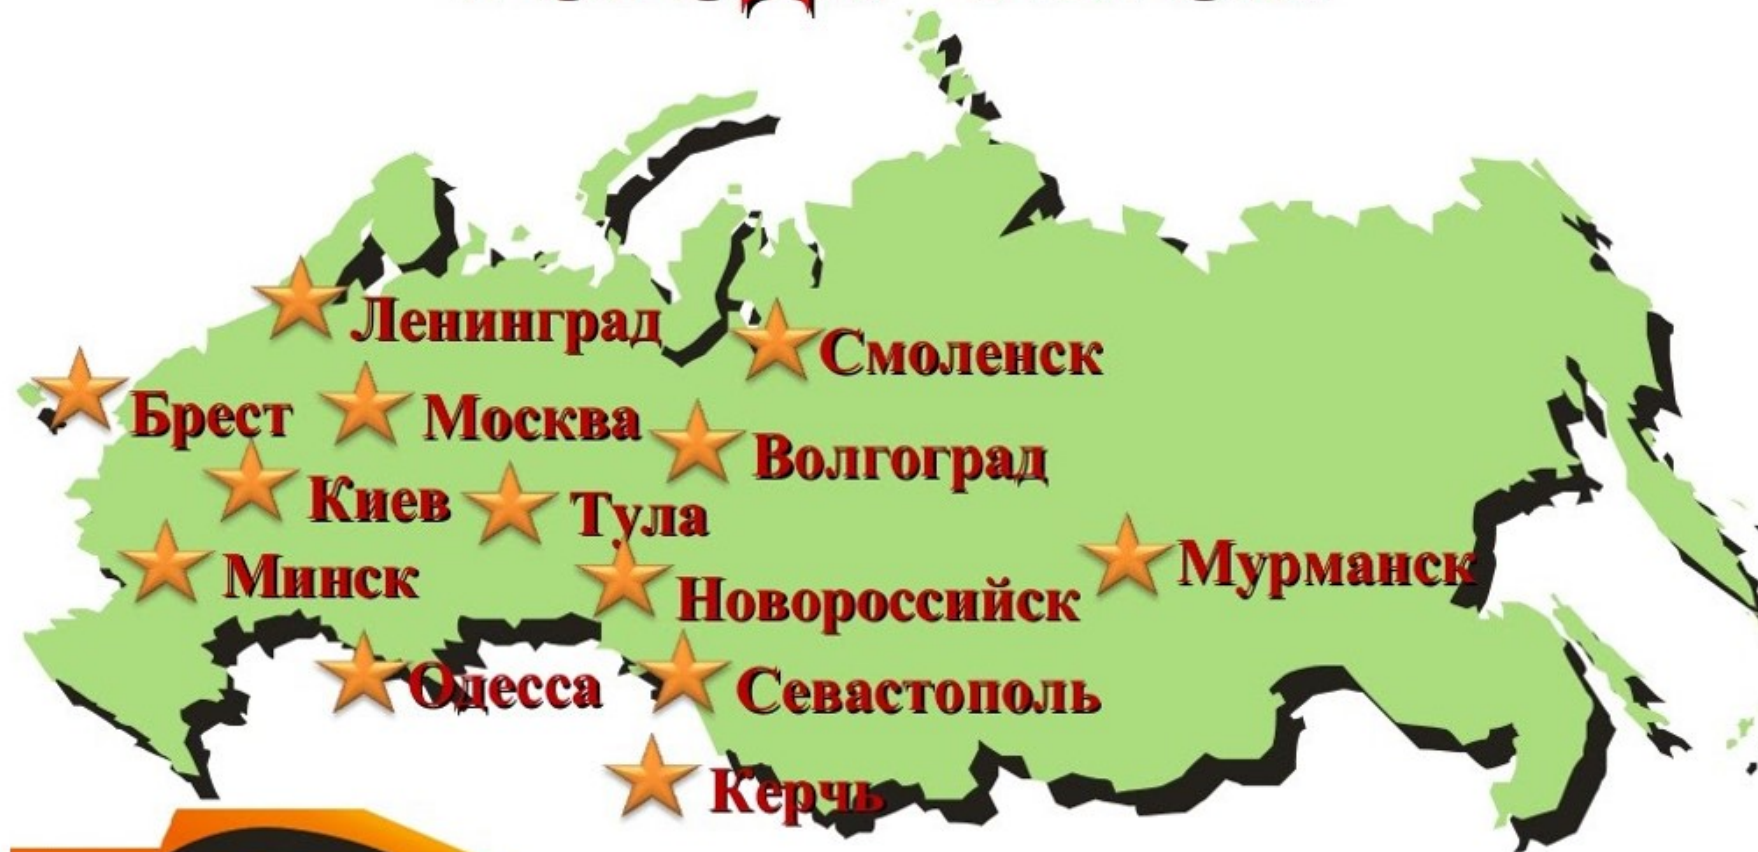 Ленинград
Смоленск
Брест
Москва
Волгоград
Киев
Тула
Мурманск
Минск
Новороссийск
Одесса
Севастополь
Керчь